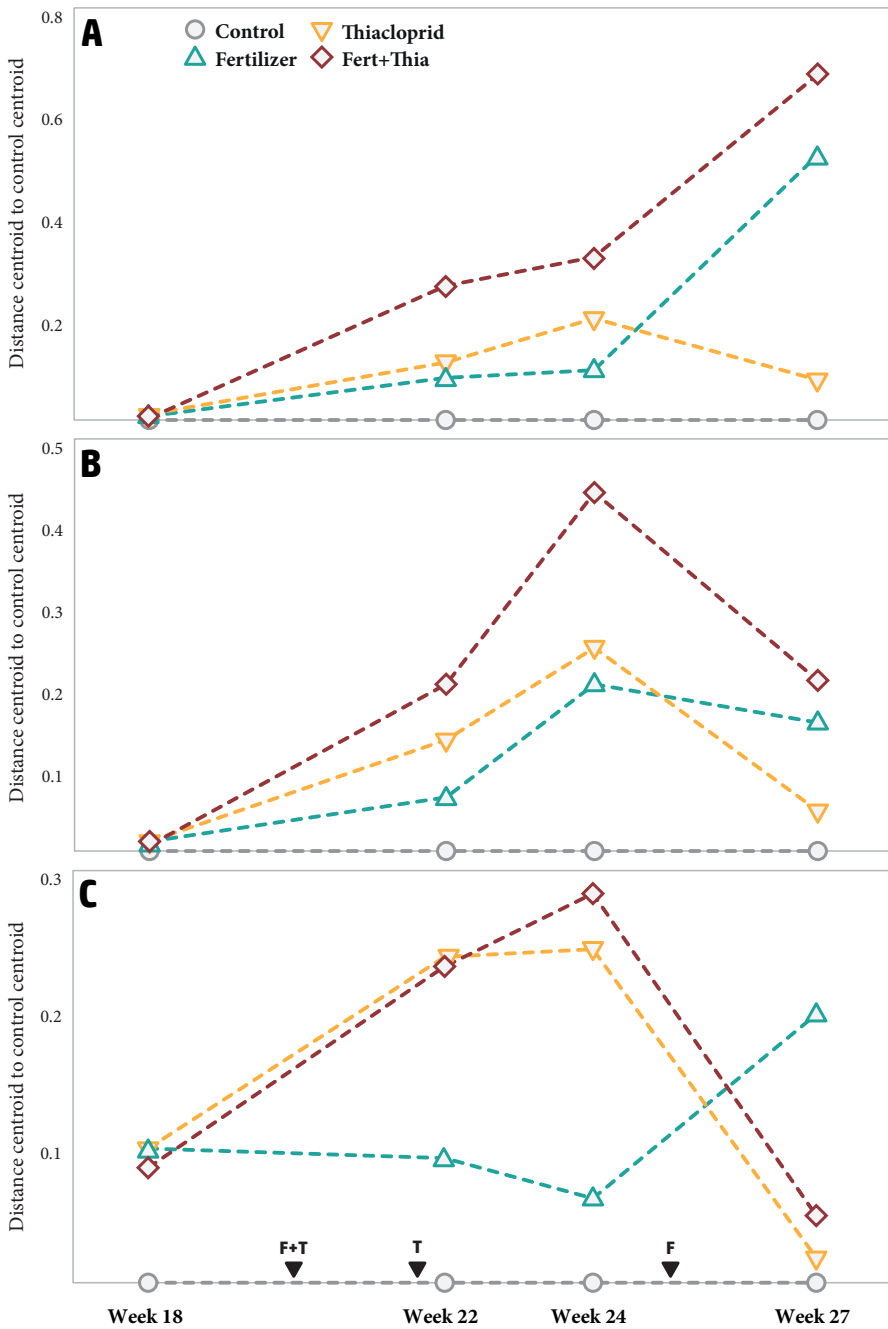 A
Control
Thiacloprid
Fertilizer
Fert+Thia
Distance centroid to control centroid
0.8
0.6
0.4
0.2
B
Distance centroid to control centroid
0.5
0.4
0.3
0.2
0.1
C
Distance centroid to control centroid
0.3
0.2
0.1
F+T
T
F
Week 18
Week 22
Week 24
Week 27